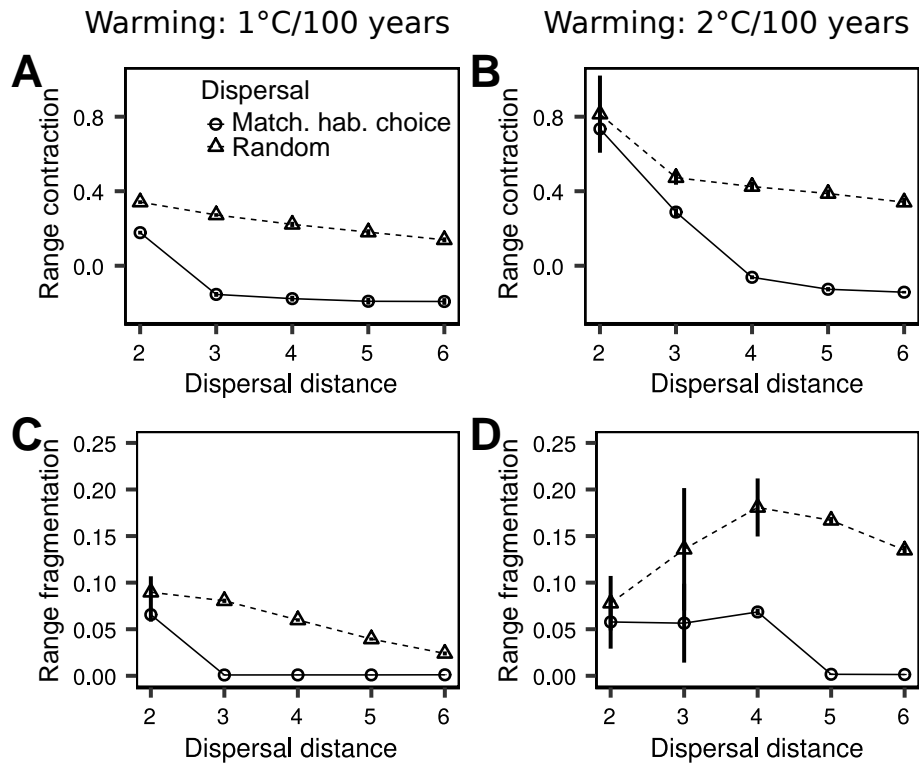 Warming: 1°C/100 years
Warming: 2°C/100 years
A
B
Range contraction
0.8
0.4
0.0
Dispersal
Match. hab. choice
Random
2 3 4 5 6
Dispersal distance
Range contraction
0.8
0.4
0.0
2 3 4 5 6
Dispersal distance
C
D
Range fragmentation
0.25
0.20
0.15
0.10
0.05
0.00
2 3 4 5 6
Dispersal distance
Range fragmentation
0.25
0.20
0.15
0.10
0.05
0.00
2 3 4 5 6
Dispersal distance